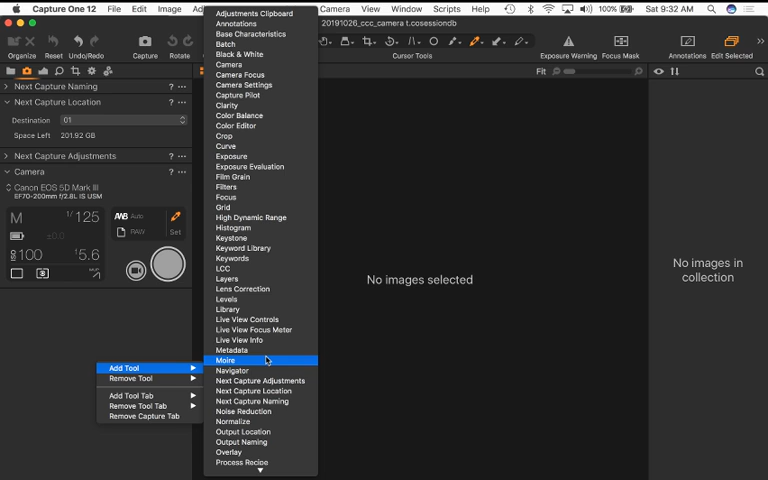 Capture One 12 File Edit Image Camera View Window Scripts Help 100% Sat 9:32 AM
20191026_ccc_camera t.cosessiondb
Organize Reset Undo/Redo Capture Rotate Cursor Tools Exposure Warning Focus Mask Annotations Edit Selected
Fit
Next Capture Naming ? ...
Next Capture Location ? ...
Destination 01
Space Left 201.92 GB
Next Capture Adjustments ? ...
Camera ? ...
Canon EOS 5D Mark III
EF70-200mm f/2.8L IS USM
M 1/125 AWB Auto
±0.0 RAW Set
ISO 100 f5.6
Add Tool
Remove Tool
Add Tool Tab
Remove Tool Tab
Remove Capture Tab
Adjustments Clipboard
Annotations
Base Characteristics
Batch
Black & White
Camera
Camera Focus
Camera Settings
Capture Pilot
Clarity
Color Balance
Color Editor
Crop
Curve
Exposure
Exposure Evaluation
Film Grain
Filters
Focus
Grid
High Dynamic Range
Histogram
Keystone
Keyword Library
Keywords
LCC
Layers
Lens Correction
Levels
Library
Live View Controls
Live View Focus Meter
Live View Info
Metadata
Moire
Navigator
Next Capture Adjustments
Next Capture Location
Next Capture Naming
Noise Reduction
Normalize
Output Location
Output Naming
Overlay
Process Recipe
No images selected
No images in
collection